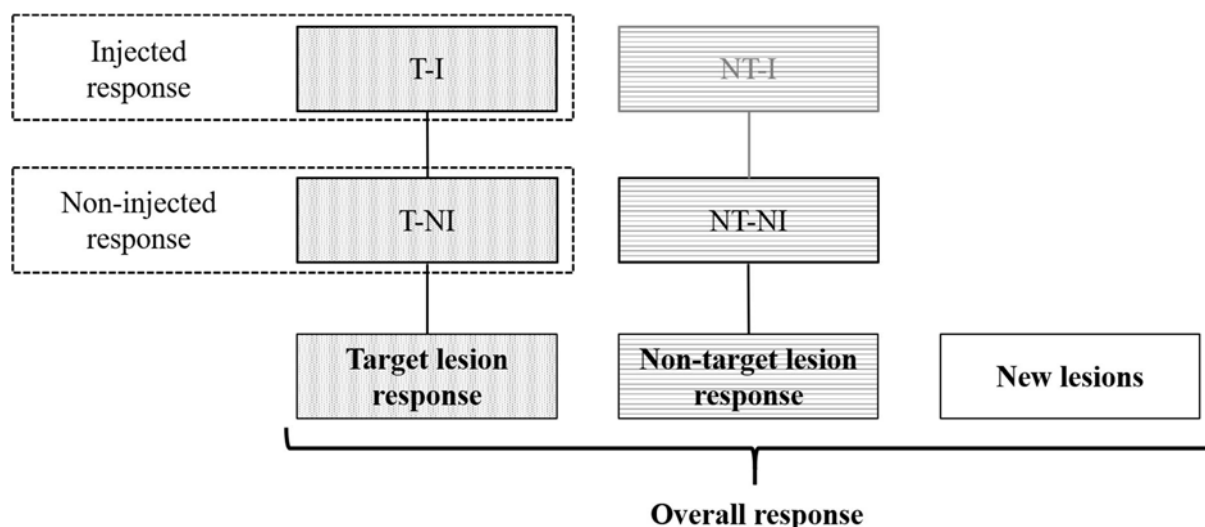 Injected
response
T-I
NT-I
Non-injected
response
T-NI
NT-NI
Target lesion
response
Non-target lesion
response
New lesions
Overall response